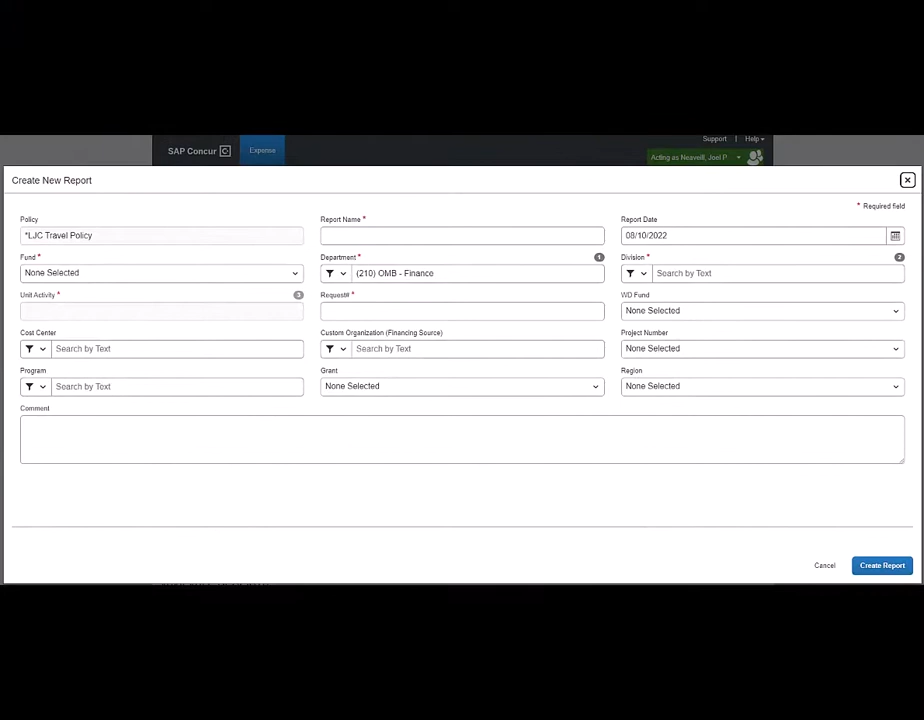 Support | Help
SAP Concur C Expense
Acting as Neaveill, Joel P
Create New Report
* Required field
Policy Report Name * Report Date
*LJC Travel Policy 08/10/2022
Fund * Department * 1 Division * 2
None Selected (210) OMB - Finance Search by Text
Unit Activity * 3 Request# * WD Fund
None Selected
Cost Center Custom Organization (Financing Source) Project Number
Search by Text Search by Text None Selected
Program Grant Region
Search by Text None Selected None Selected
Comment
Cancel Create Report